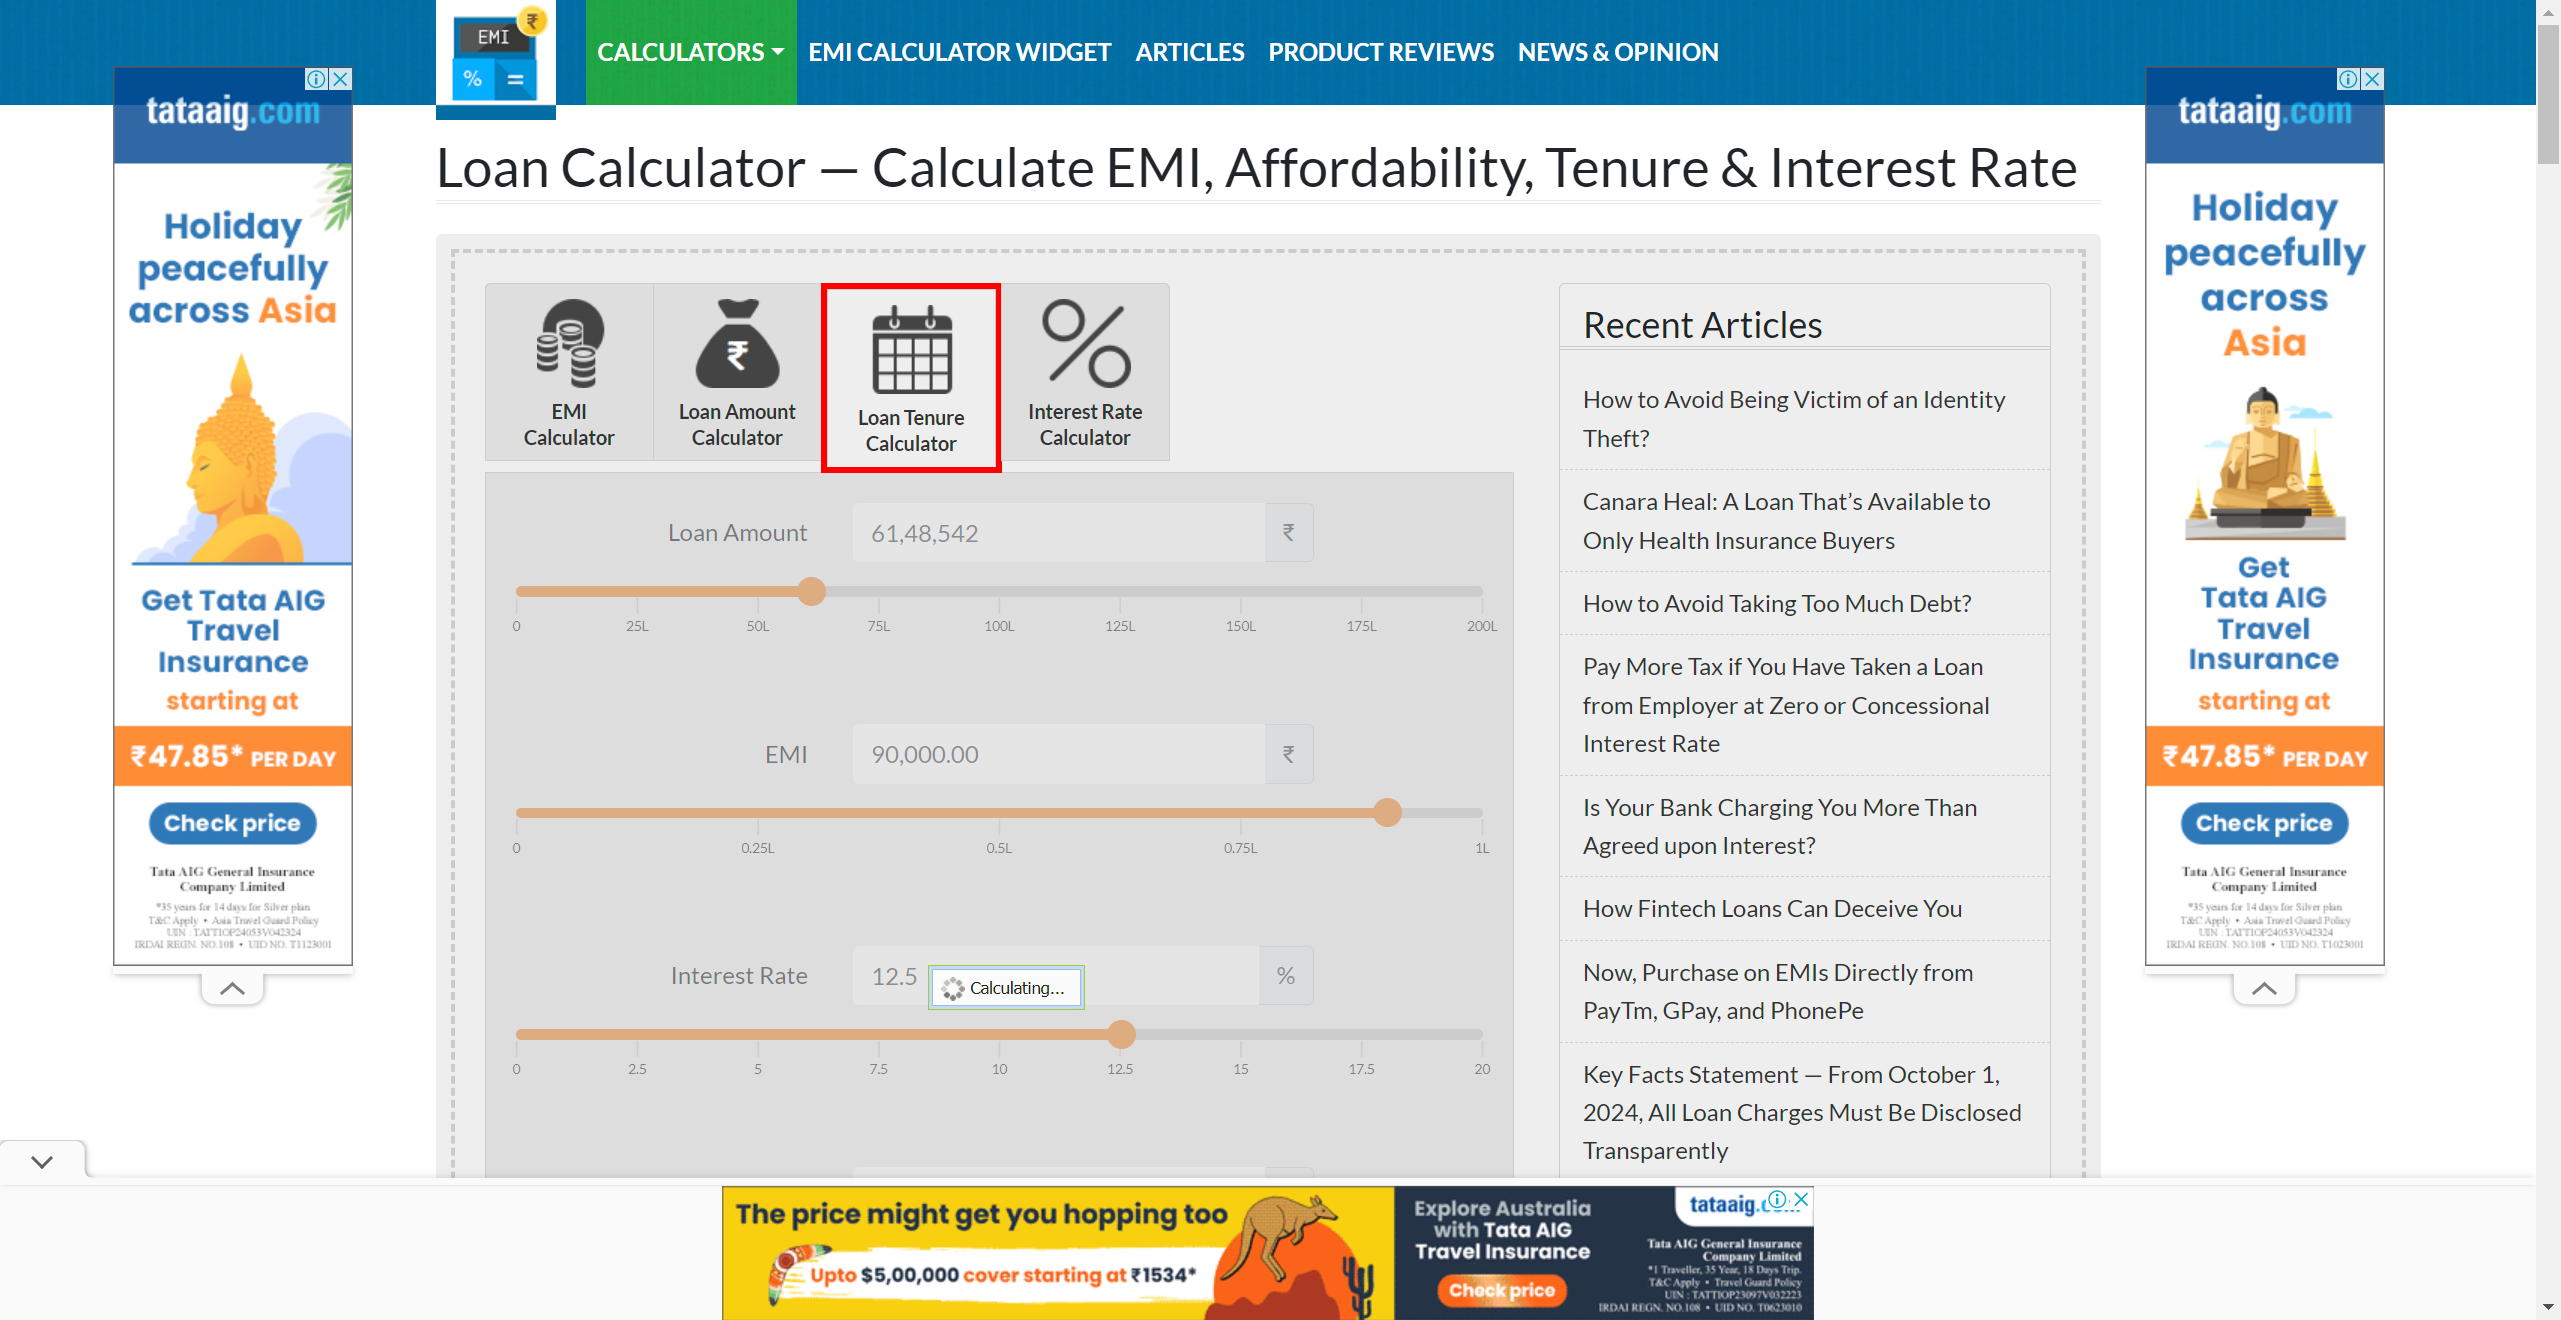 EMI
₹
%
=
CALCULATORS
EMI CALCULATOR WIDGET
ARTICLES
PRODUCT REVIEWS
NEWS & OPINION
Loan Calculator — Calculate EMI, Affordability, Tenure & Interest Rate
tataaig.com
Holiday
peacefully
across Asia
Get Tata AIG
Travel
Insurance
starting at
₹47.85* PER DAY
Check price
Tata AIG General Insurance
Company Limited
*35 years for 14 days for Silver plan
T&C Apply • Asia Travel Guard Policy
UIN : TATTIOP24053V042324
IRDAI REGN. NO.108 • UID NO. T1123001
EMI
Calculator
₹
Loan Amount
Calculator
Loan Tenure
Calculator
Interest Rate
Calculator
Loan Amount
61,48,542
₹
0
25L
50L
75L
100L
125L
150L
175L
200L
EMI
90,000.00
₹
0
0.25L
0.5L
0.75L
1L
Interest Rate
12.5
Calculating...
%
0
2.5
5
7.5
10
12.5
15
17.5
20
Recent Articles
How to Avoid Being Victim of an Identity
Theft?
Canara Heal: A Loan That’s Available to
Only Health Insurance Buyers
How to Avoid Taking Too Much Debt?
Pay More Tax if You Have Taken a Loan
from Employer at Zero or Concessional
Interest Rate
Is Your Bank Charging You More Than
Agreed upon Interest?
How Fintech Loans Can Deceive You
Now, Purchase on EMIs Directly from
PayTm, GPay, and PhonePe
Key Facts Statement — From October 1,
2024, All Loan Charges Must Be Disclosed
Transparently
tataaig.com
Holiday
peacefully
across
Asia
Get
Tata AIG
Travel
Insurance
starting at
₹47.85* PER DAY
Check price
Tata AIG General Insurance
Company Limited
*35 years for 14 days for Silver plan
T&C Apply • Asia Travel Guard Policy
UIN : TATTIOP24053V042324
IRDAI REGN. NO.108 • UID NO. T1023001
The price might get you hopping too
Upto $5,00,000 cover starting at ₹1534*
Explore Australia
with Tata AIG
Travel Insurance
Check price
tataaig.c
Tata AIG General Insurance
Company Limited
*1 Traveller, 35 Year, 18 Days Trip.
T&C Apply • Travel Guard Policy
UIN : TATTIOP23097V032223
IRDAI REGN. NO.108 • UID NO. T0623010